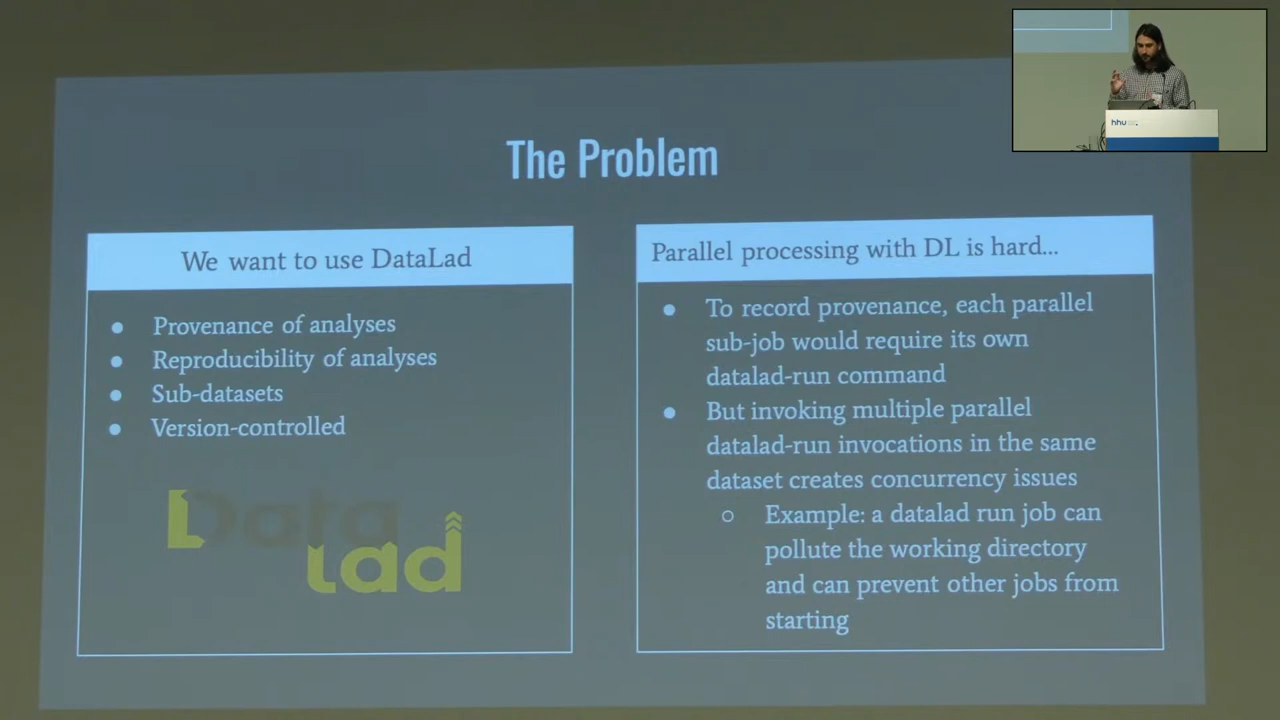 The Problem
We want to use DataLad
● Provenance of analyses
● Reproducibility of analyses
● Sub-datasets
● Version-controlled
Data
lad
Parallel processing with DL is hard...
● To record provenance, each parallel
sub-job would require its own
datalad-run command
● But invoking multiple parallel
datalad-run invocations in the same
dataset creates concurrency issues
○ Example: a datalad run job can
pollute the working directory
and can prevent other jobs from
starting
hhu